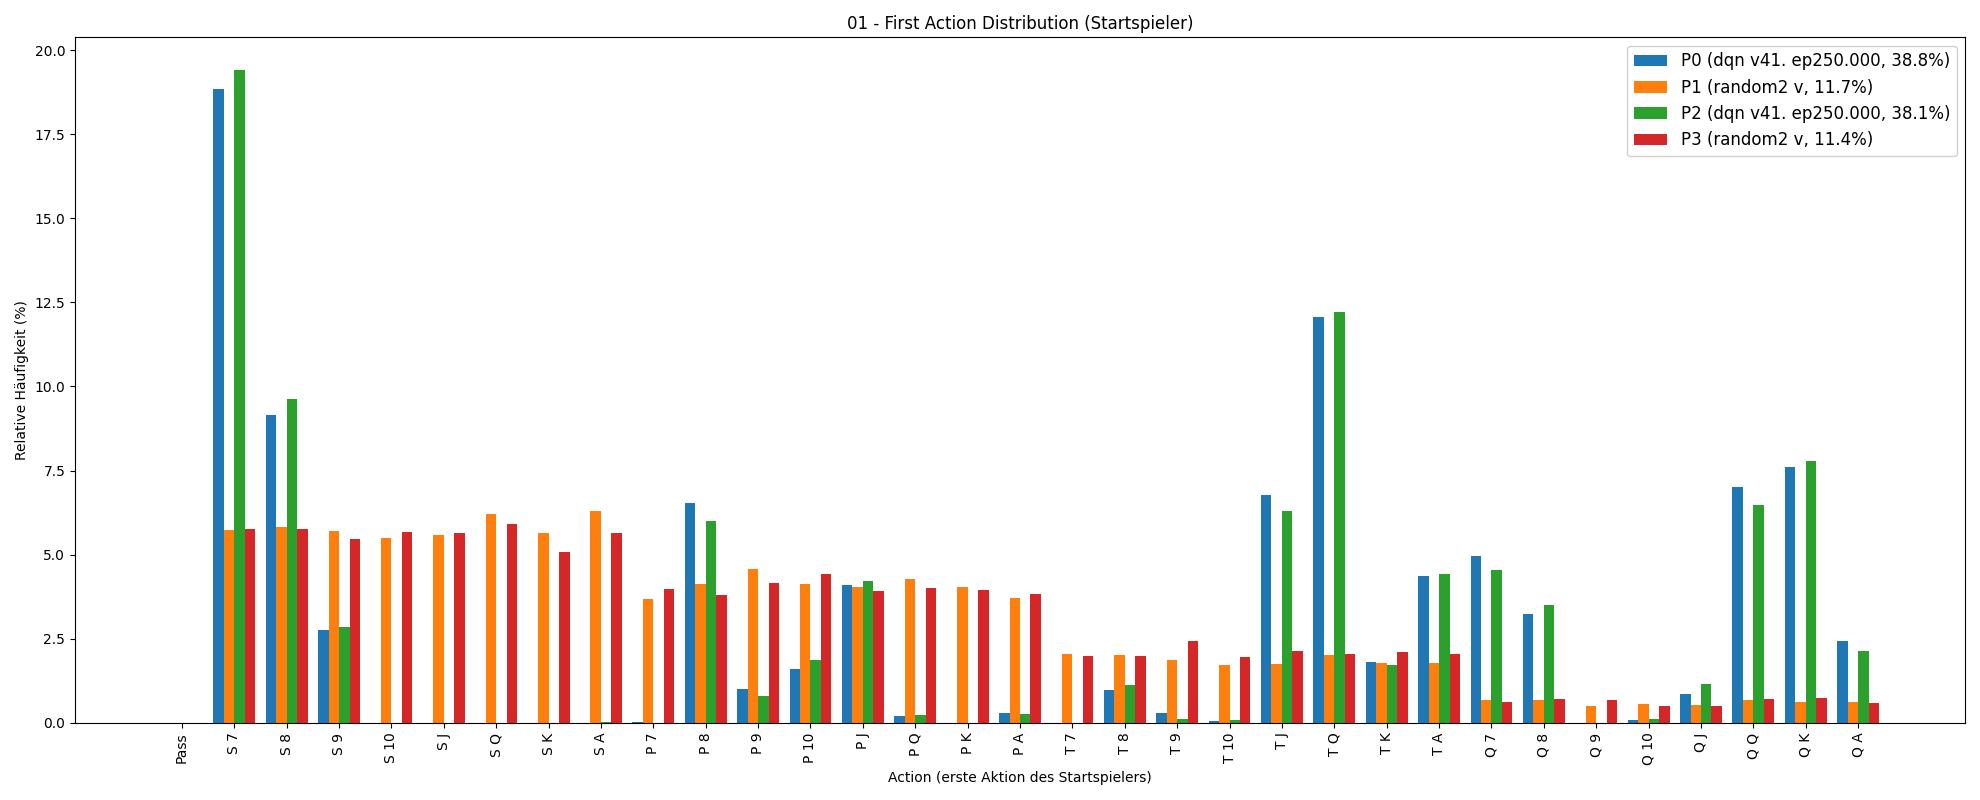 01 - First Action Distribution (Startspieler)
20.0
17.5
15.0
12.5
10.0
7.5
5.0
2.5
0.0
Relative Häufigkeit (%)
P0 (dqn v41. ep250.000, 38.8%)
P1 (random2 v, 11.7%)
P2 (dqn v41. ep250.000, 38.1%)
P3 (random2 v, 11.4%)
Pass
S 7
S 8
S 9
S 10
S J
S Q
S K
S A
P 7
P 8
P 9
P 10
P J
P Q
P K
P A
T 7
T 8
T 9
T 10
T J
T Q
T K
T A
Q 7
Q 8
Q 9
Q 10
Q J
Q Q
Q K
Q A
Action (erste Aktion des Startspielers)